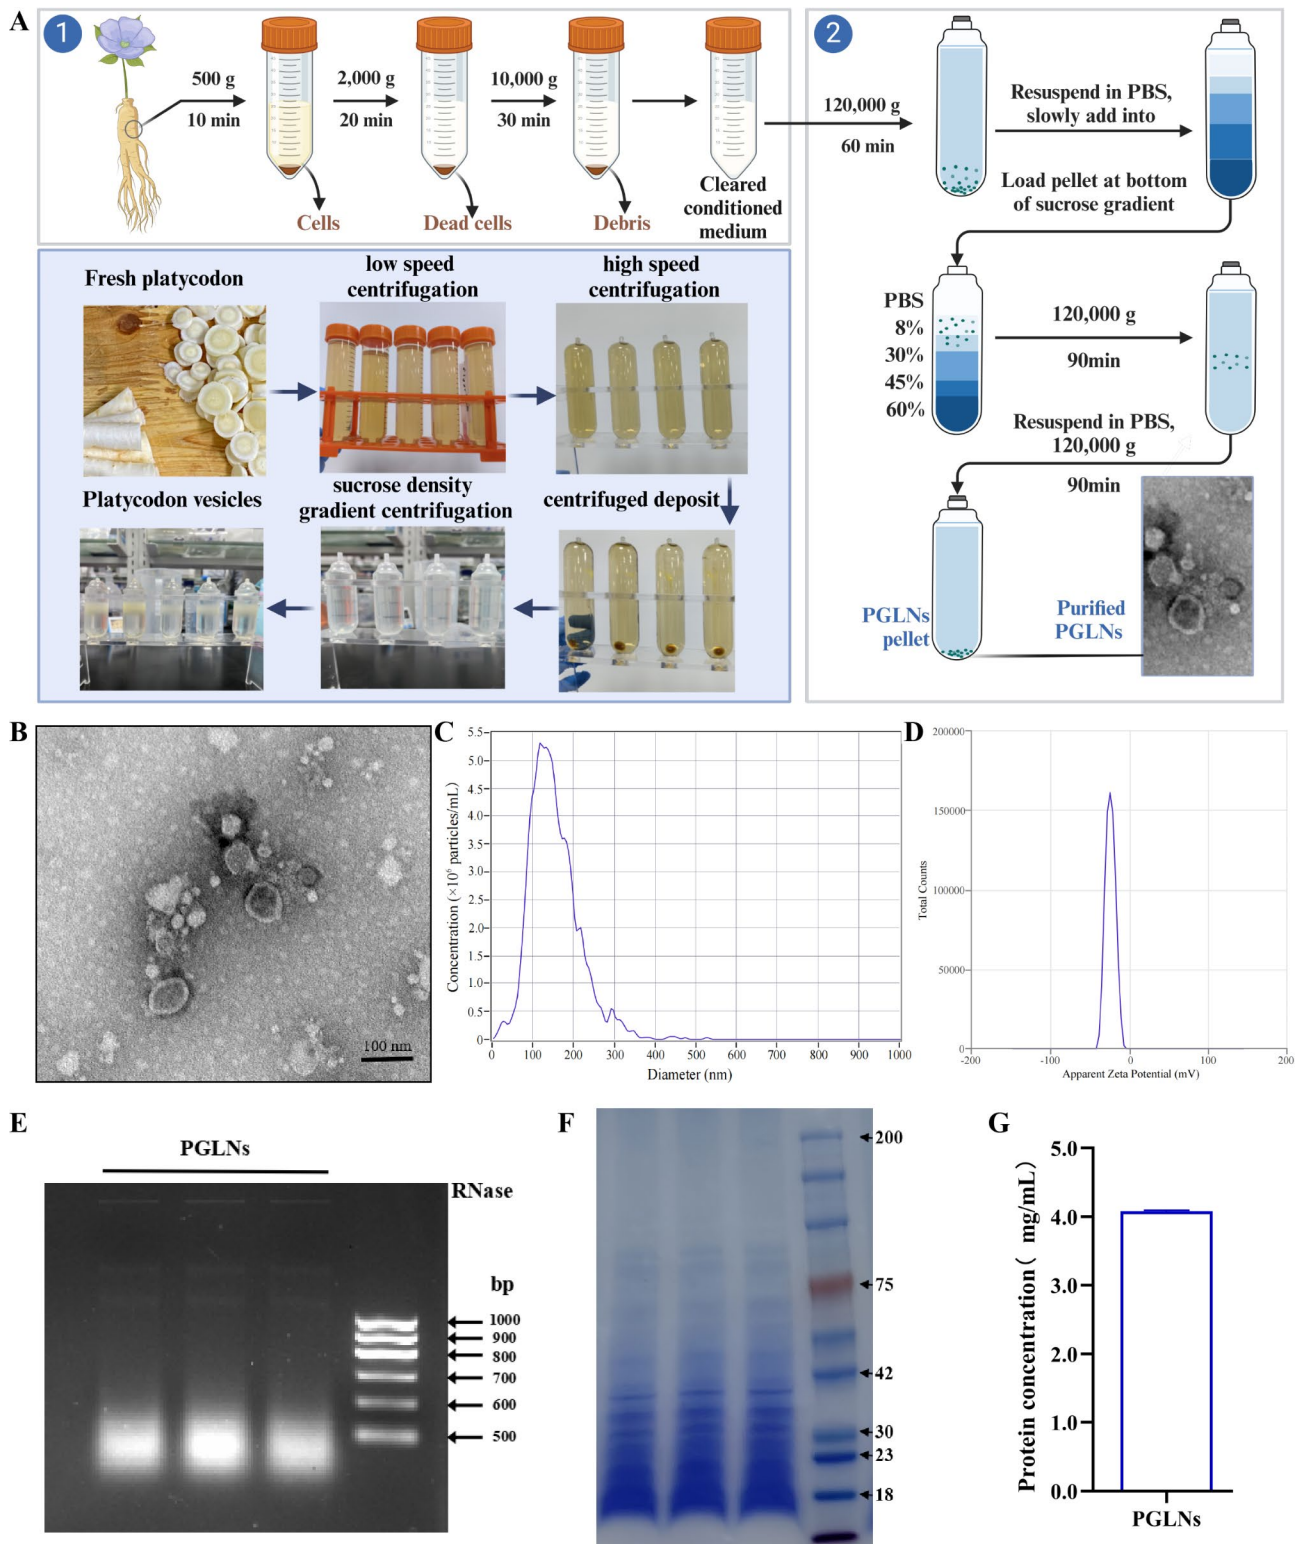 A
1
500 g
10 min
2,000 g
20 min
10,000 g
30 min
Cells
Dead cells
Debris
Cleared
conditioned
medium
2
120,000 g
60 min
Resuspend in PBS,
slowly add into
Load pellet at bottom
of sucrose gradient
PBS
8%
30%
45%
60%
120,000 g
90min
Resuspend in PBS,
120,000 g
90min
PGLNs
pellet
Purified
PGLNs
Fresh platycodon
low speed
centrifugation
high speed
centrifugation
Platycodon vesicles
sucrose density
gradient centrifugation
centrifuged deposit
B
100 nm
C
Concentration (×10⁶ particles/mL)
5.5
5.0
4.5
4.0
3.5
3.0
2.5
2.0
1.5
1.0
0.5
0
0 100 200 300 400 500 600 700 800 900 1000
Diameter (nm)
D
Total Counts
200000
150000
100000
50000
0
-200 -100 0 100 200
Apparent Zeta Potential (mV)
E
PGLNs
RNase
bp
1000
900
800
700
600
500
F
200
75
42
30
23
18
G
Protein concentration( mg/mL)
5.0
4.0
3.0
2.0
1.0
0.0
PGLNs